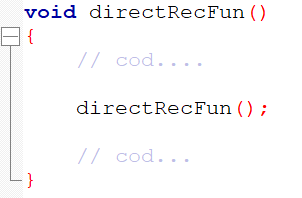 void directRecFun()
{
// cod....
directRecFun();
// cod...
}